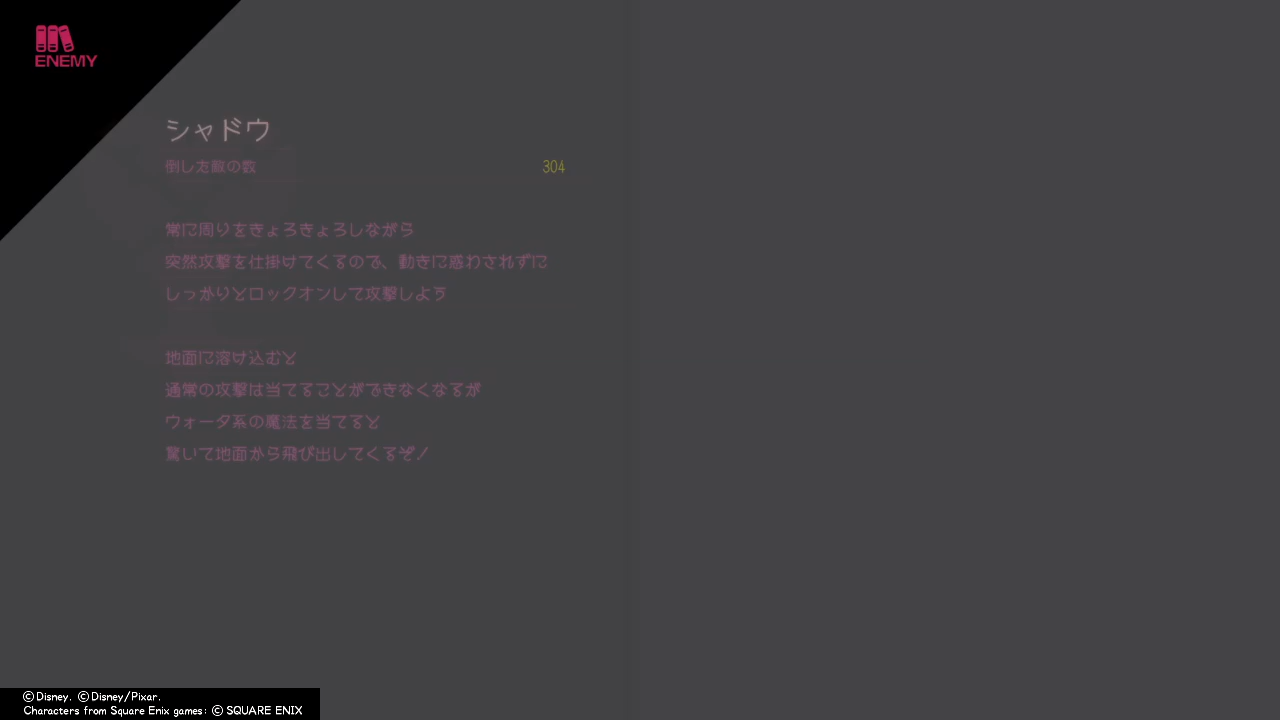 ENEMY
シャドウ
倒した敵の数 304
常に周りをきょろきょろしながら
突然攻撃を仕掛けてくるので、動きに惑わされずに
しっかりとロックオンして攻撃しよう
地面に溶け込むと
通常の攻撃は当てることができなくなるが
ウォータ系の魔法を当てると
驚いて地面から飛び出してくるぞ！
©Disney. ©Disney/Pixar.
Characters from Square Enix games: © SQUARE ENIX